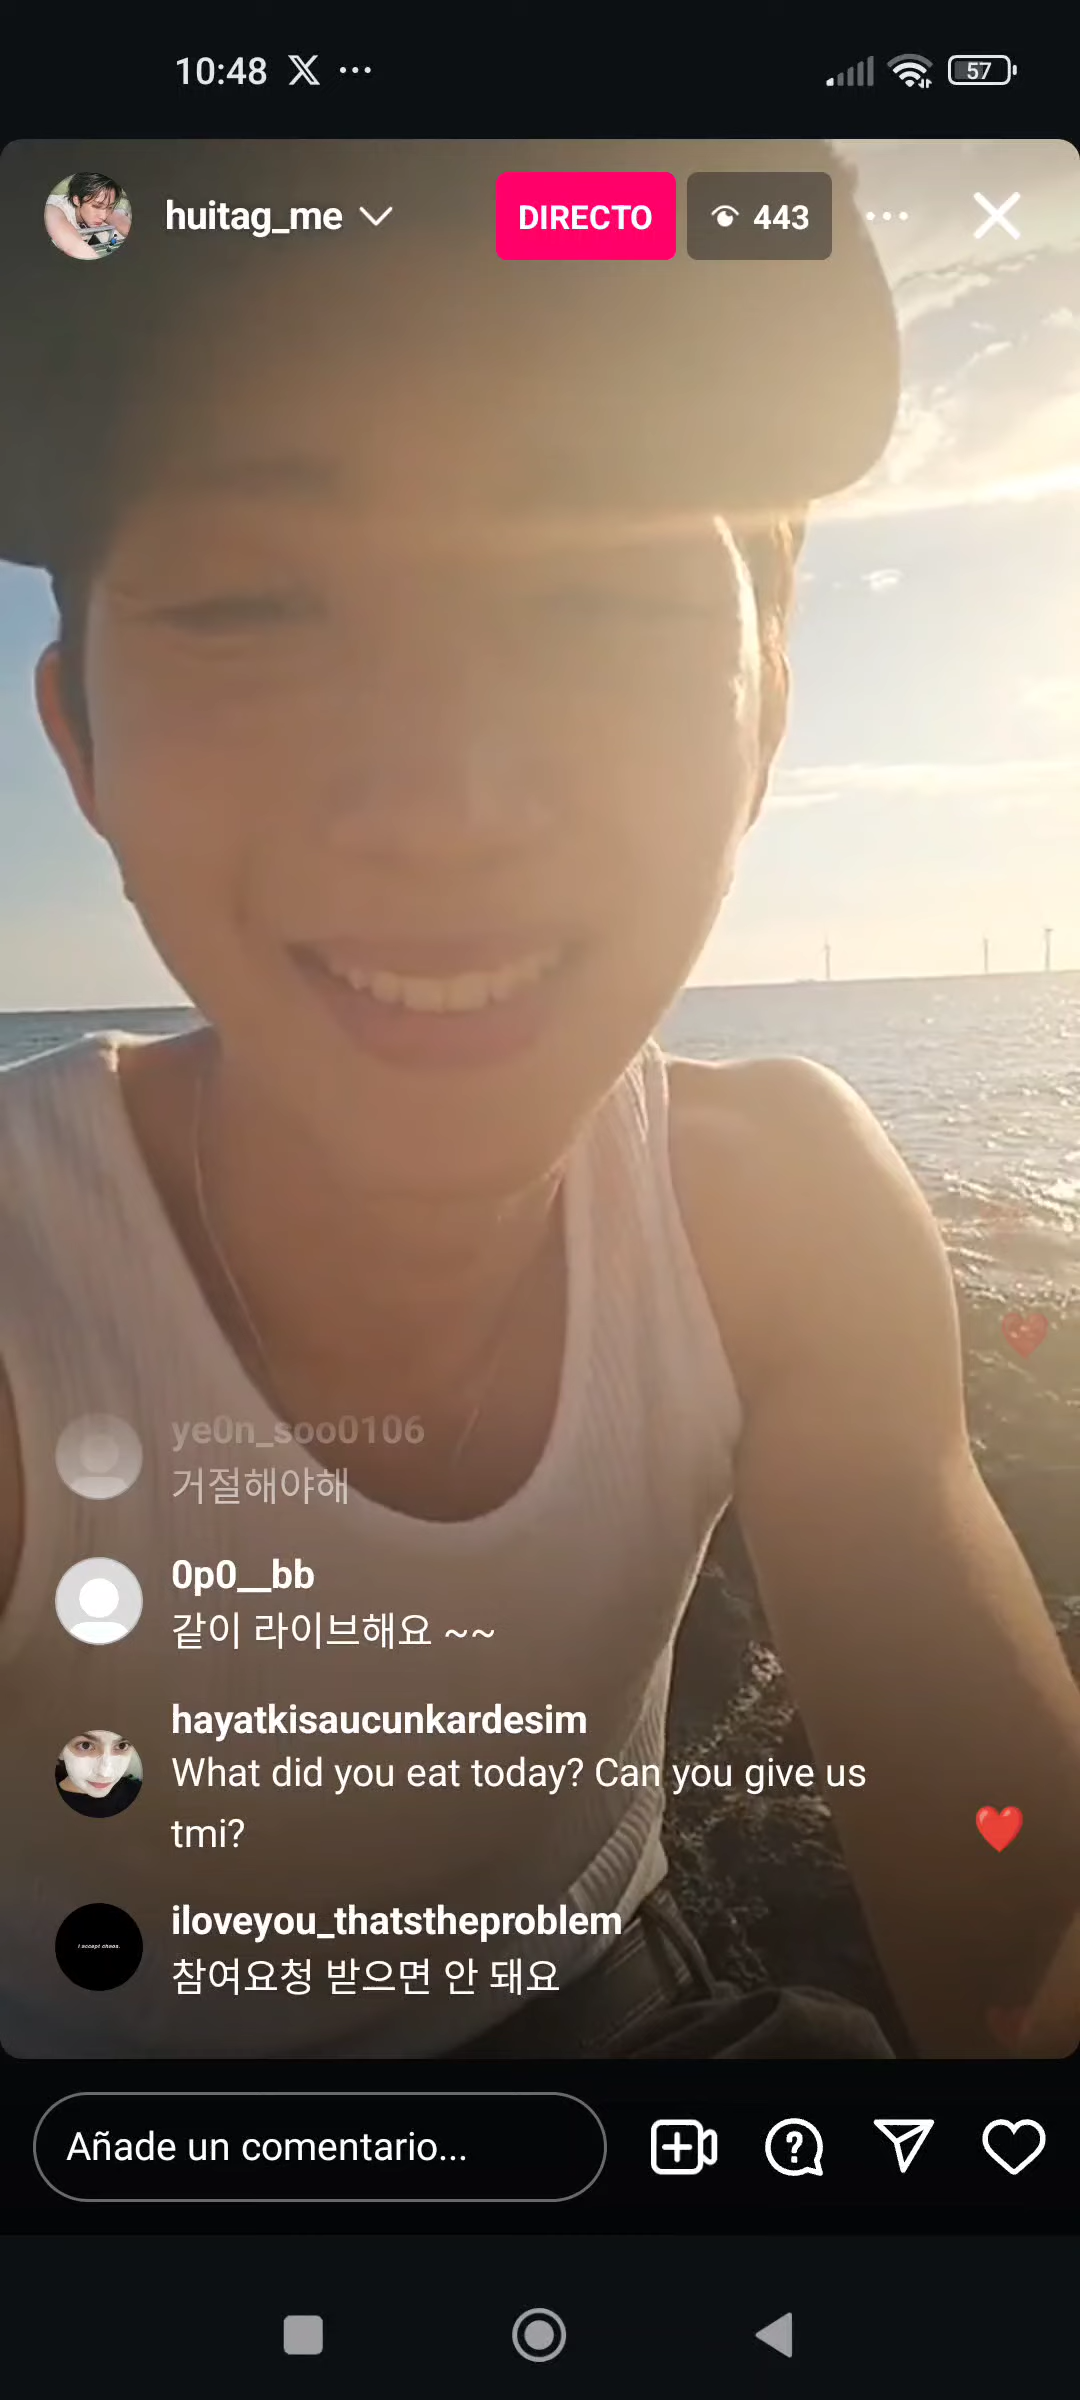 10:48
57
huitag_me
DIRECTO
443
ye0n_soo0106
거절해야해
0p0__bb
같이 라이브해요 ~~
hayatkisaucunkardesim
What did you eat today? Can you give us
tmi?
I accept chaos.
iloveyou_thatstheproblem
참여요청 받으면 안 돼요
Añade un comentario...